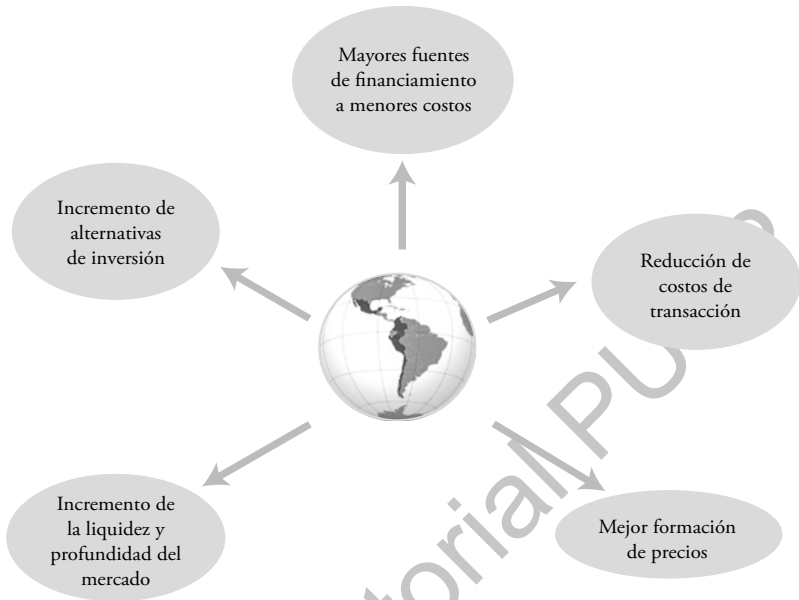 Mayores fuentes
de financiamiento
a menores costos
Incremento de
alternativas
de inversión
Reducción de
costos de
transacción
Incremento de
la liquidez y
profundidad del
mercado
Mejor formación
de precios